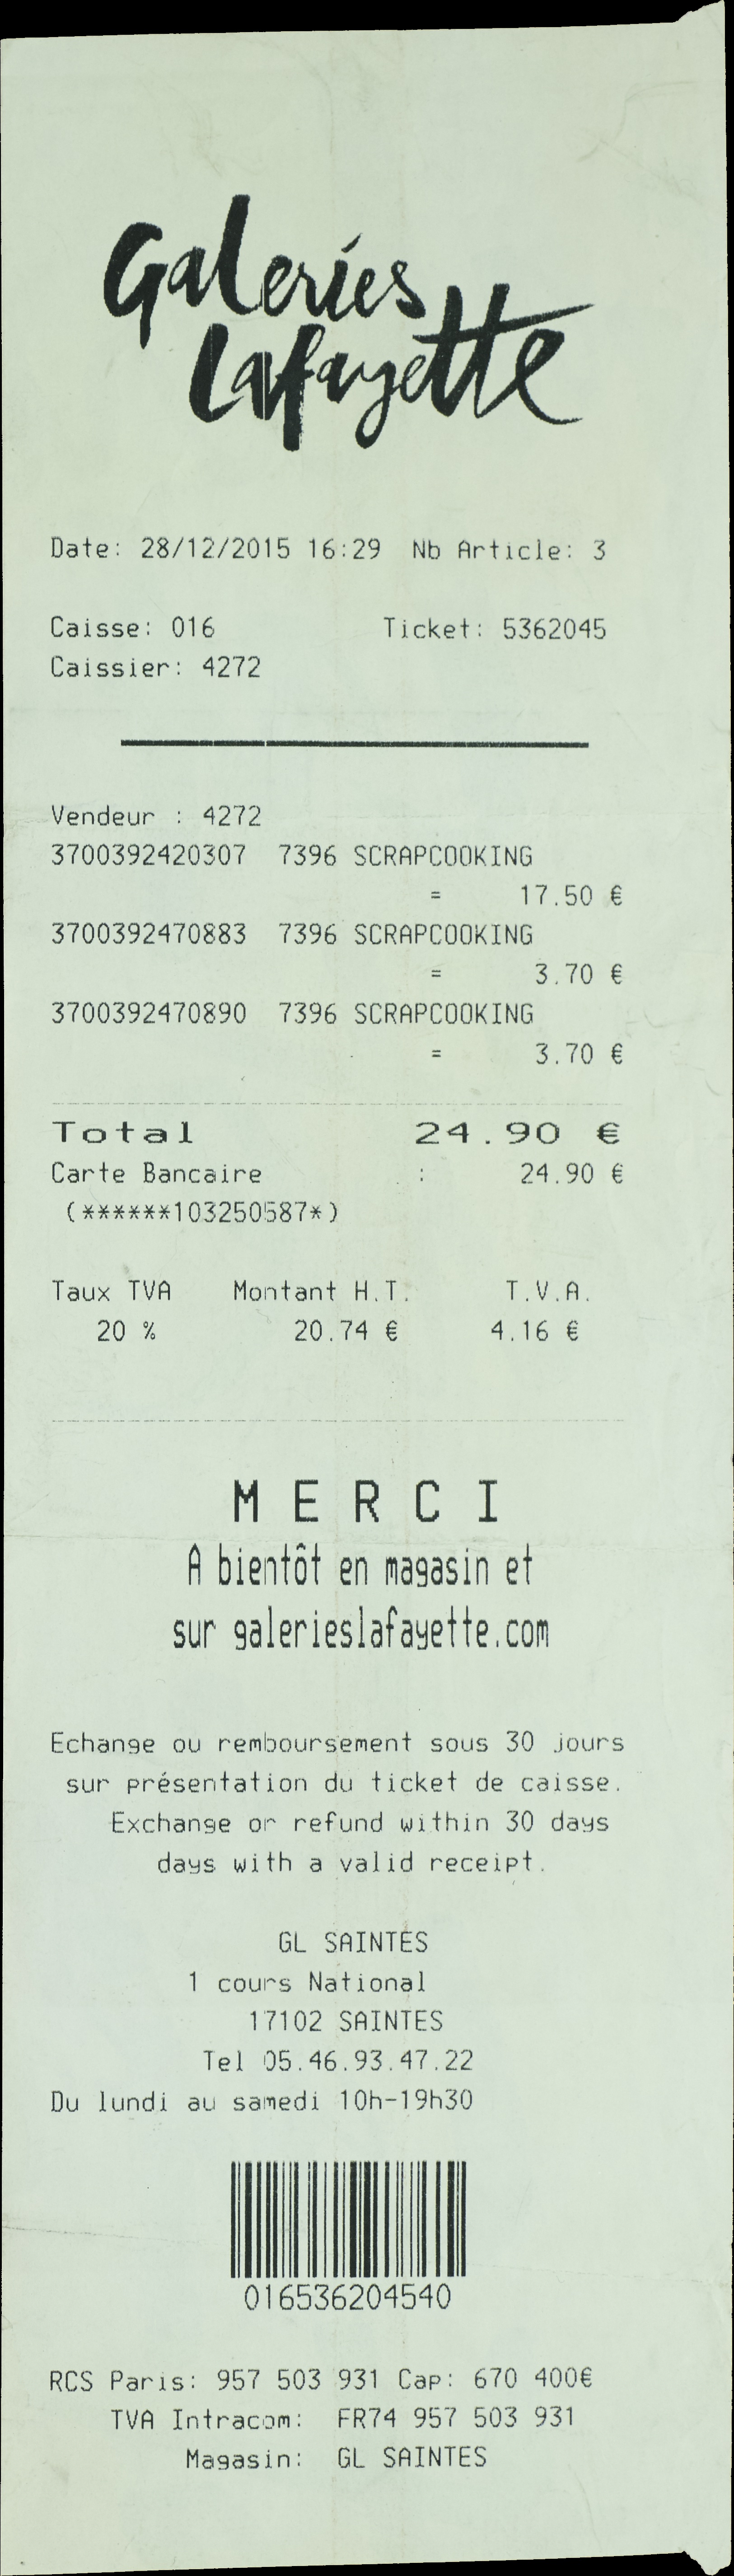 Galeries
Lafayette
Date: 28/12/2015 16:29 Nb Article: 3
Caisse: 016 Ticket: 5362045
Caissier: 4272
Vendeur : 4272
3700392420307 7396 SCRAPCOOKING
= 17.50 €
3700392470883 7396 SCRAPCOOKING
= 3.70 €
3700392470890 7396 SCRAPCOOKING
= 3.70 €
Total 24.90 €
Carte Bancaire : 24.90 €
(******103250587*)
Taux TVA Montant H.T. T.V.A.
20 % 20.74 € 4.16 €
M E R C I
A bientôt en magasin et
sur galerieslafayette.com
Echange ou remboursement sous 30 jours
sur présentation du ticket de caisse.
Exchange or refund within 30 days
days with a valid receipt.
GL SAINTES
1 cours National
17102 SAINTES
Tel 05.46.93.47.22
Du lundi au samedi 10h-19h30
016536204540
RCS Paris: 957 503 931 Cap: 670 400€
TVA Intracom: FR74 957 503 931
Magasin: GL SAINTES